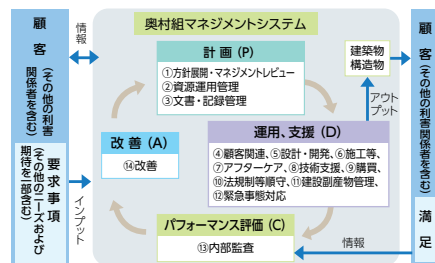 奥村組マネジメントシステム
顧客
(その他の利害
関係者を含む)
要求事項
(その他のニーズおよび
期待を一部含む)
情報
インプット
計画(P)
①方針展開・マネジメントレビュー
②資源運用管理
③文書・記録管理
改善(A)
⑭改善
運用、支援(D)
④顧客関連、⑤設計・開発、⑥施工等、
⑦アフターケア、⑧技術支援、⑨購買、
⑩法規制等順守、⑪建設副産物管理、
⑫緊急事態対応
パフォーマンス評価(C)
⑬内部監査
建築物
構造物
アウト
プット
情報
顧客
(その他の利害関係者を含む)
満足